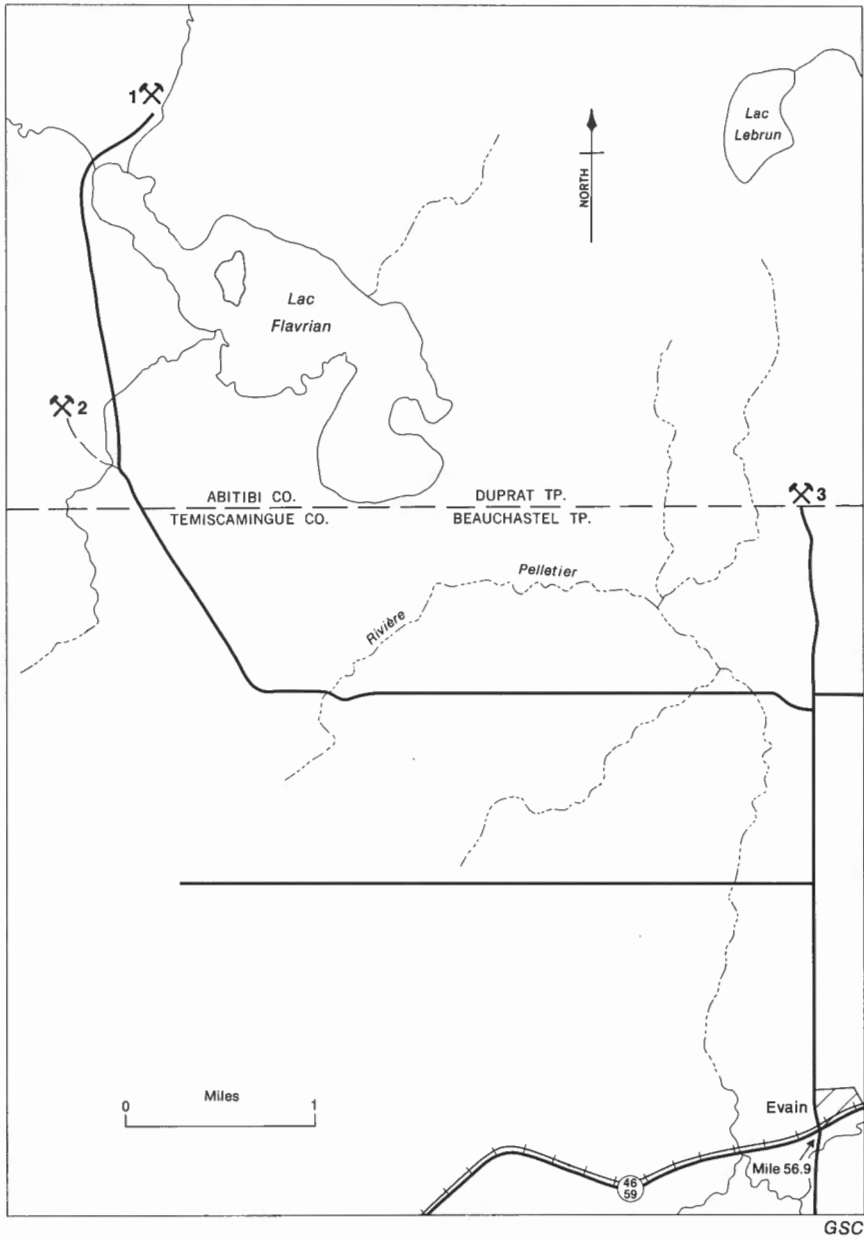 1
Lac
Lebrun
NORTH
Lac
Flavrian
2
3
ABITIBI CO.
DUPRAT TP.
TEMISCAMINGUE CO.
BEAUCHASTEL TP.
Rivière
Pelletier
Miles
0
1
Evain
Mile 56.9
46
59
GSC